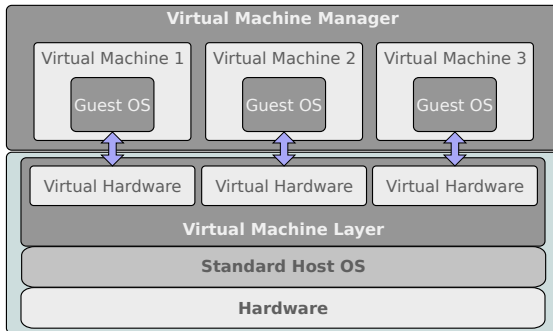 Virtual Machine Manager
Virtual Machine 1 Virtual Machine 2 Virtual Machine 3
Guest OS Guest OS Guest OS
Virtual Hardware Virtual Hardware Virtual Hardware
Virtual Machine Layer
Standard Host OS
Hardware